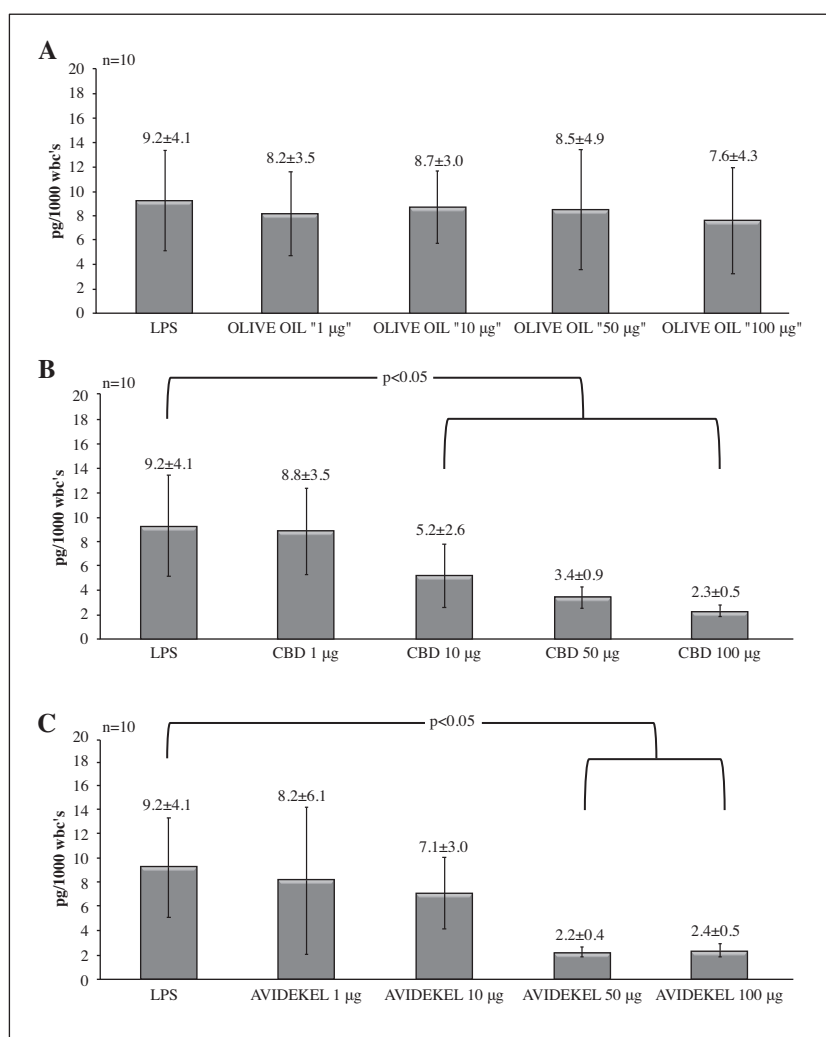 A
n=10
pg/1000 wbc's
20
18
16
14
12
10
8
6
4
2
0
9.2±4.1
8.2±3.5
8.7±3.0
8.5±4.9
7.6±4.3
LPS
OLIVE OIL "1 µg"
OLIVE OIL "10 µg"
OLIVE OIL "50 µg"
OLIVE OIL "100 µg"
B
n=10
p<0.05
pg/1000 wbc's
20
18
16
14
12
10
8
6
4
2
0
9.2±4.1
8.8±3.5
5.2±2.6
3.4±0.9
2.3±0.5
LPS
CBD 1 µg
CBD 10 µg
CBD 50 µg
CBD 100 µg
C
n=10
p<0.05
pg/1000 wbc's
20
18
16
14
12
10
8
6
4
2
0
9.2±4.1
8.2±6.1
7.1±3.0
2.2±0.4
2.4±0.5
LPS
AVIDEKEL 1 µg
AVIDEKEL 10 µg
AVIDEKEL 50 µg
AVIDEKEL 100 µg